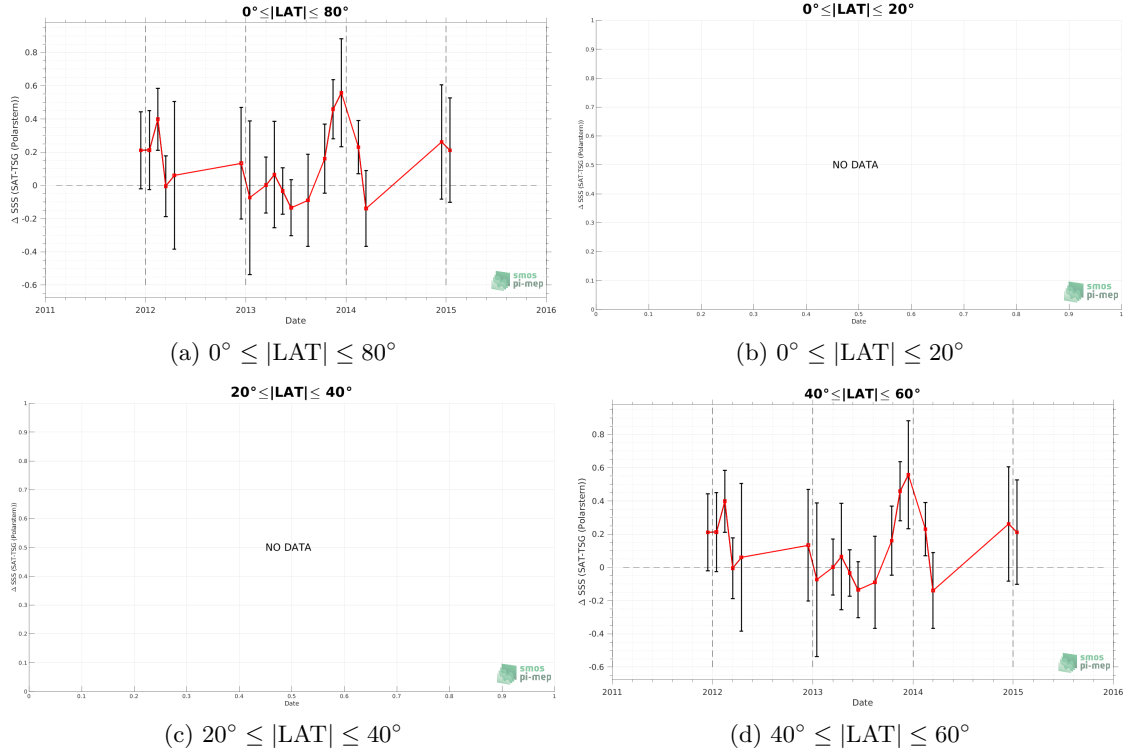 0°≤|LAT|≤ 80°
Δ SSS (SAT-TSG (Polarstern))
0.8
0.6
0.4
0.2
0
-0.2
-0.4
-0.6
2011 2012 2013 2014 2015 2016
Date
smos
pi-mep
(a) 0° ≤ |LAT| ≤ 80°
0°≤|LAT|≤ 20°
Δ SSS (SAT-TSG (Polarstern))
1
0.9
0.8
0.7
0.6
0.5
0.4
0.3
0.2
0.1
0
NO DATA
0 0.1 0.2 0.3 0.4 0.5 0.6 0.7 0.8 0.9 1
Date
smos
pi-mep
(b) 0° ≤ |LAT| ≤ 20°
20°≤|LAT|≤ 40°
Δ SSS (SAT-TSG (Polarstern))
1
0.9
0.8
0.7
0.6
0.5
0.4
0.3
0.2
0.1
0
NO DATA
0 0.1 0.2 0.3 0.4 0.5 0.6 0.7 0.8 0.9 1
Date
smos
pi-mep
(c) 20° ≤ |LAT| ≤ 40°
40°≤|LAT|≤ 60°
Δ SSS (SAT-TSG (Polarstern))
0.8
0.6
0.4
0.2
0
-0.2
-0.4
-0.6
2011 2012 2013 2014 2015 2016
Date
smos
pi-mep
(d) 40° ≤ |LAT| ≤ 60°